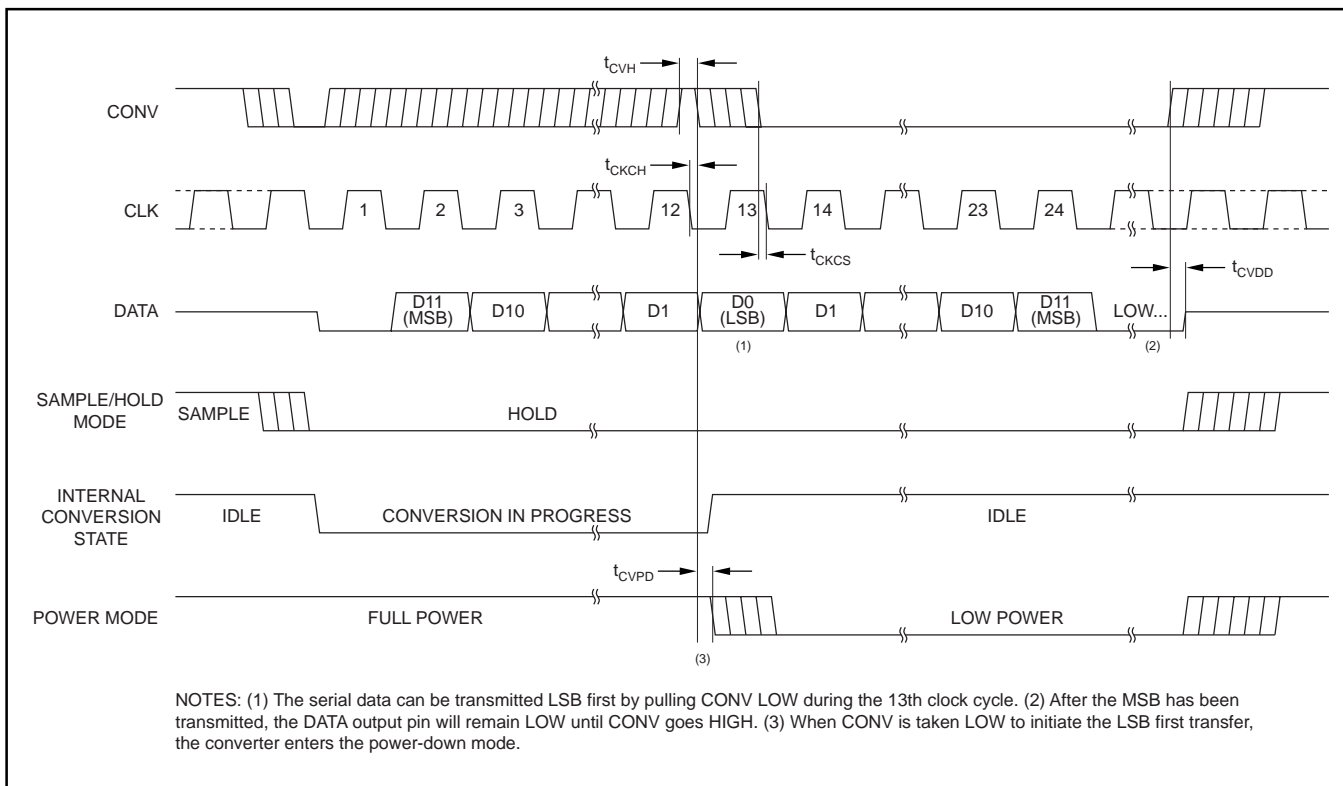 t_CVH
CONV
t_CKCH
CLK
1 2 3 12 13 14 23 24
t_CKCS
t_CVDD
DATA
D11 (MSB) D10 D1 D0 (LSB) D1 D10 D11 (MSB) LOW...
(1) (2)
SAMPLE/HOLD
MODE
SAMPLE HOLD
INTERNAL
CONVERSION
STATE
IDLE CONVERSION IN PROGRESS IDLE
t_CVPD
POWER MODE
FULL POWER LOW POWER
(3)
NOTES: (1) The serial data can be transmitted LSB first by pulling CONV LOW during the 13th clock cycle. (2) After the MSB has been
transmitted, the DATA output pin will remain LOW until CONV goes HIGH. (3) When CONV is taken LOW to initiate the LSB first transfer,
the converter enters the power-down mode.